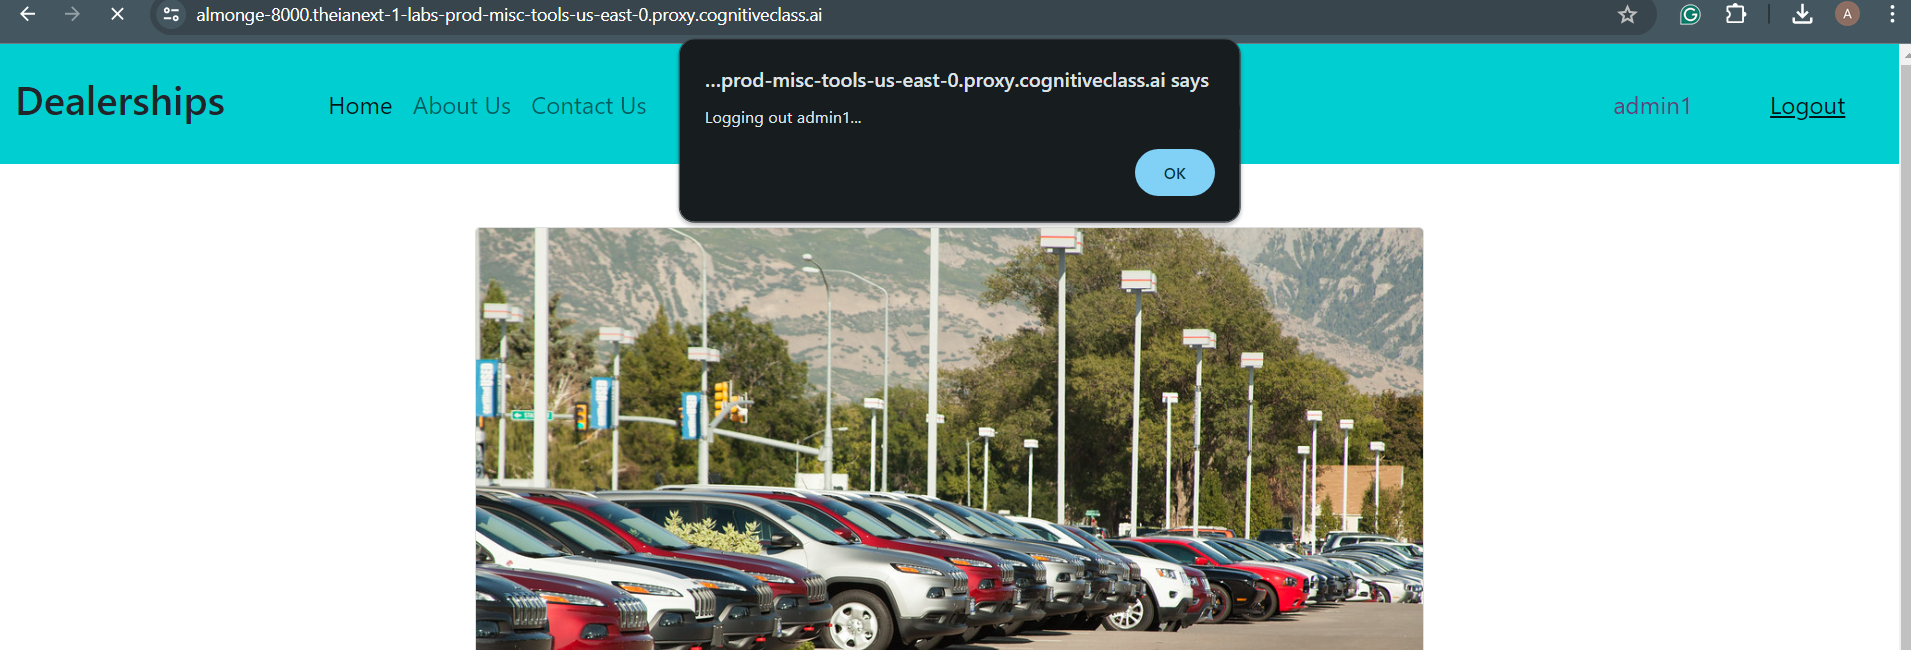 almonge-8000.theianext-1-labs-prod-misc-tools-us-east-0.proxy.cognitiveclass.ai
A
...prod-misc-tools-us-east-0.proxy.cognitiveclass.ai says
Logging out admin1...
OK
Dealerships
Home
About Us
Contact Us
admin1
Logout